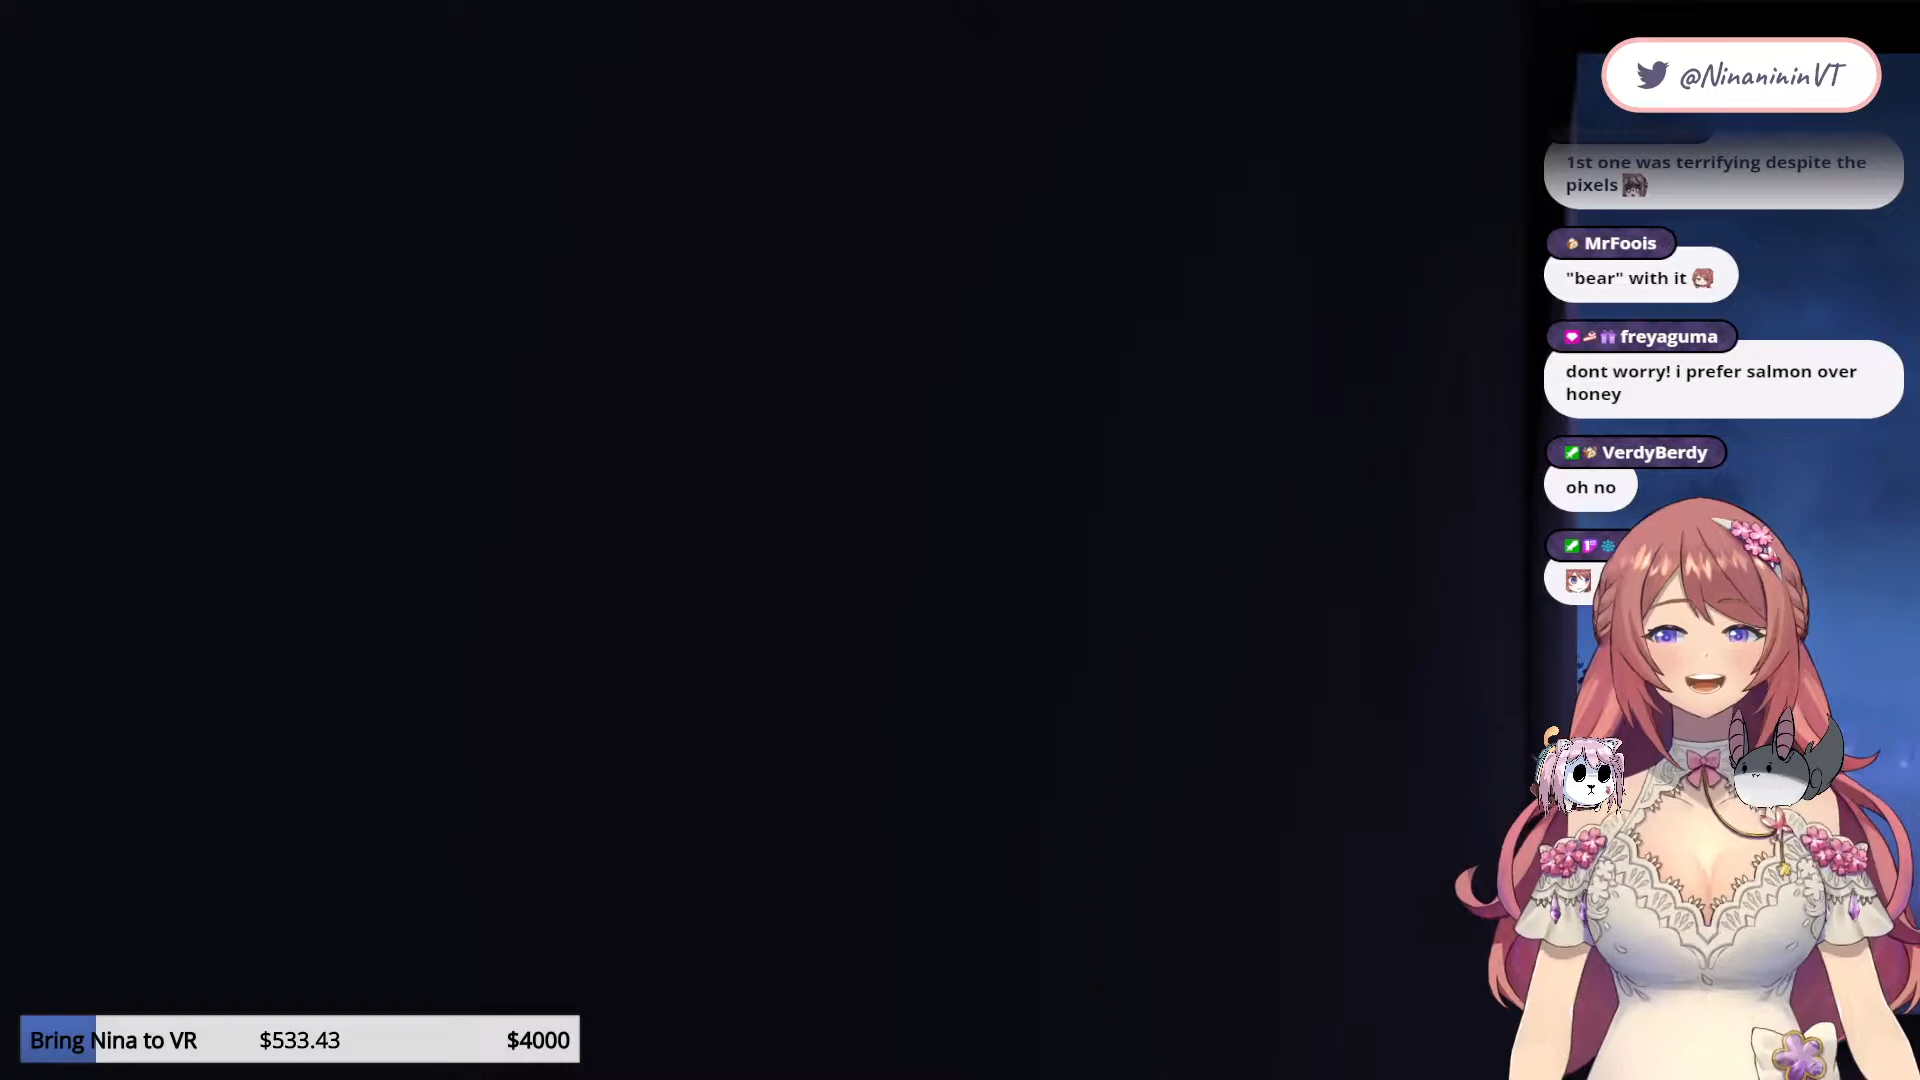 @NinanininVT
1st one was terrifying despite the
pixels
MrFoois
"bear" with it
freyaguma
dont worry! i prefer salmon over
honey
VerdyBerdy
oh no
Bring Nina to VR $533.43 $4000